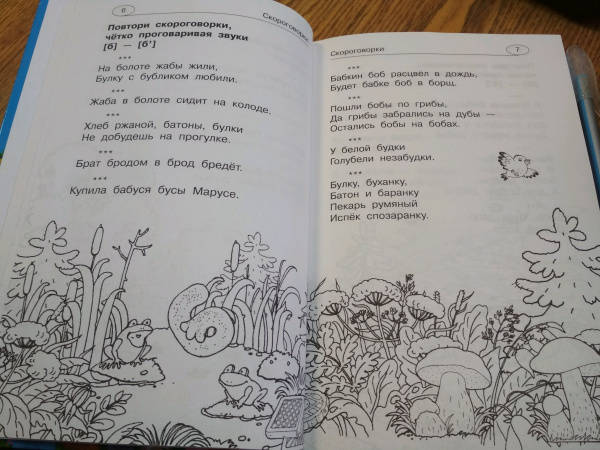 6
Скороговорки
Повтори скороговорки,
чётко проговаривая звуки
[б] — [б']
***
На болоте жабы жили,
Булку с бубликом любили.
***
Жаба в болоте сидит на колоде.
***
Хлеб ржаной, батоны, булки
Не добудешь на прогулке.
***
Брат бродом в брод бредёт.
***
Купила бабуся бусы Марусе.
Скороговорки
7
***
Бабкин боб расцвёл в дождь,
Будет бабке боб в борщ.
***
Пошли бобы по грибы,
Да грибы забрались на дубы —
Остались бобы на бобах.
***
У белой будки
Голубели незабудки.
***
Булку, буханку,
Батон и баранку
Пекарь румяный
Испёк спозаранку.